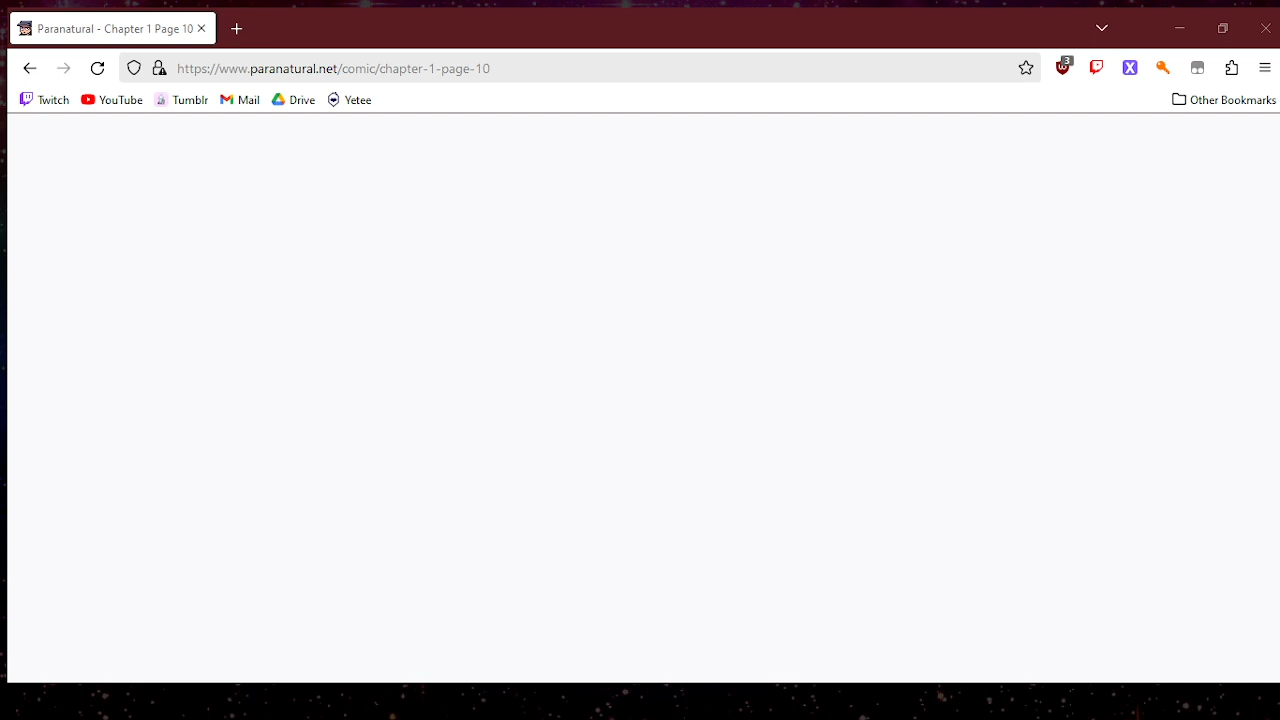 Paranatural - Chapter 1 Page 10
https://www.paranatural.net/comic/chapter-1-page-10
3
Twitch YouTube Tumblr Mail Drive Yetee Other Bookmarks